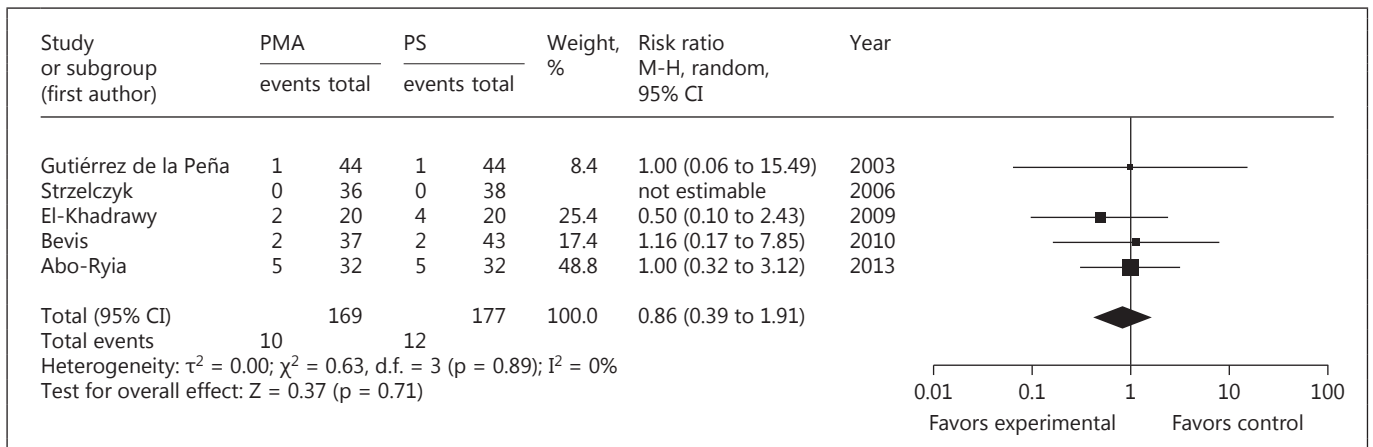 Study PMA PS Weight, Risk ratio Year
or subgroup events total events total % M-H, random,
(first author) 95% CI
Gutiérrez de la Peña 1 44 1 44 8.4 1.00 (0.06 to 15.49) 2003
Strzelczyk 0 36 0 38 not estimable 2006
El-Khadrawy 2 20 4 20 25.4 0.50 (0.10 to 2.43) 2009
Bevis 2 37 2 43 17.4 1.16 (0.17 to 7.85) 2010
Abo-Ryia 5 32 5 32 48.8 1.00 (0.32 to 3.12) 2013
Total (95% CI) 169 177 100.0 0.86 (0.39 to 1.91)
Total events 10 12
Heterogeneity: τ² = 0.00; χ² = 0.63, d.f. = 3 (p = 0.89); I² = 0%
Test for overall effect: Z = 0.37 (p = 0.71)
0.01 0.1 1 10 100
Favors experimental Favors control